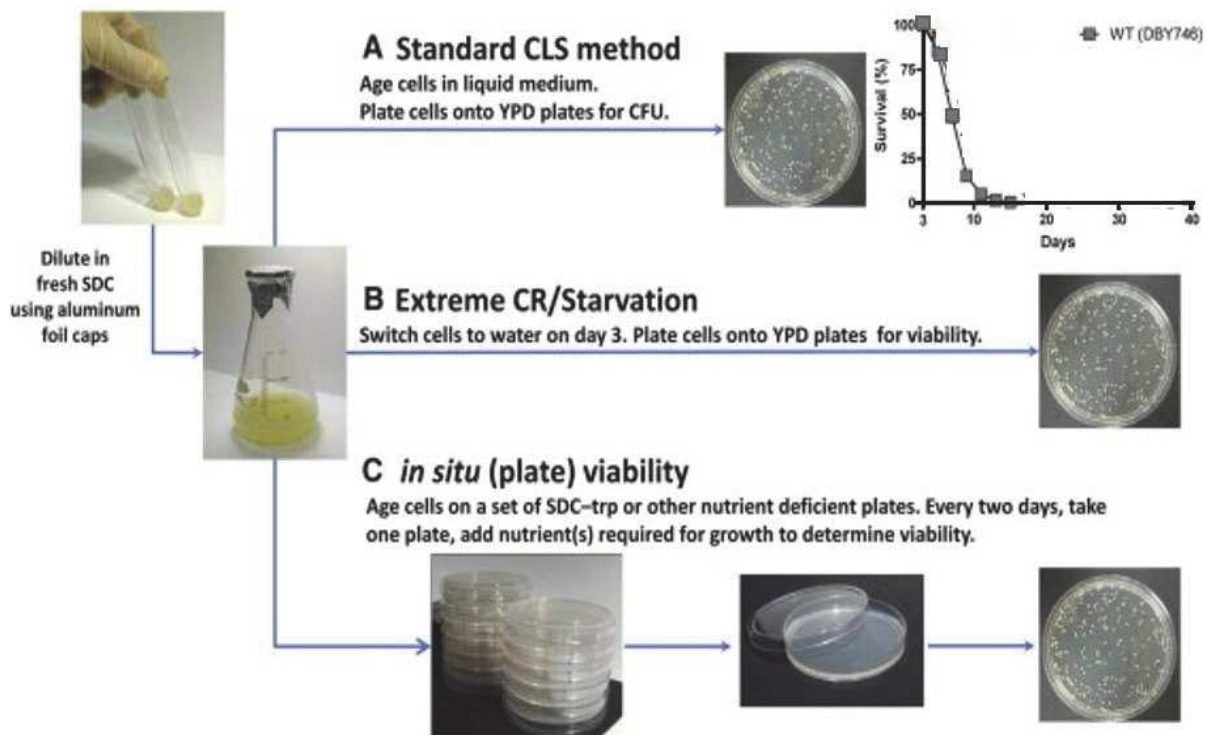 A Standard CLS method
Age cells in liquid medium.
Plate cells onto YPD plates for CFU.
100
75
50
25
0
Survival (%)
3
10
20
30
40
Days
WT (DBY746)
Dilute in
fresh SDC
using aluminum
foil caps
B Extreme CR/Starvation
Switch cells to water on day 3. Plate cells onto YPD plates for viability.
C in situ (plate) viability
Age cells on a set of SDC–trp or other nutrient deficient plates. Every two days, take
one plate, add nutrient(s) required for growth to determine viability.